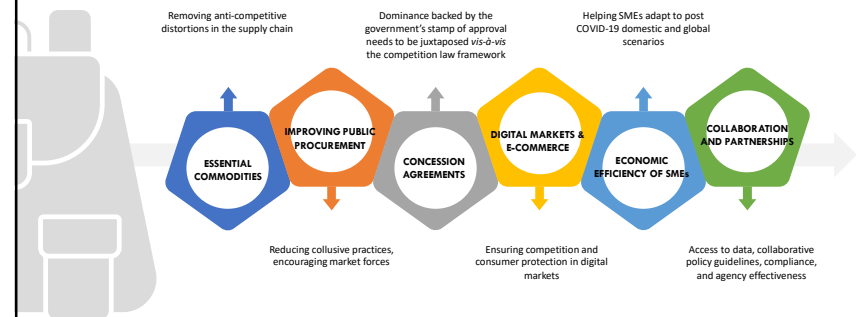 Removing anti-competitive
distortions in the supply chain
Dominance backed by the
government's stamp of approval
needs to be juxtaposed vis-à-vis
the competition law framework
Helping SMEs adapt to post
COVID-19 domestic and global
scenarios
ESSENTIAL
COMMODITIES
IMPROVING PUBLIC
PROCUREMENT
CONCESSION
AGREEMENTS
DIGITAL MARKETS &
E-COMMERCE
ECONOMIC
EFFICIENCY OF SMEs
COLLABORATION
AND PARTNERSHIPS
Reducing collusive practices,
encouraging market forces
Ensuring competition and
consumer protection in digital
markets
Access to data, collaborative
policy guidelines, compliance,
and agency effectiveness